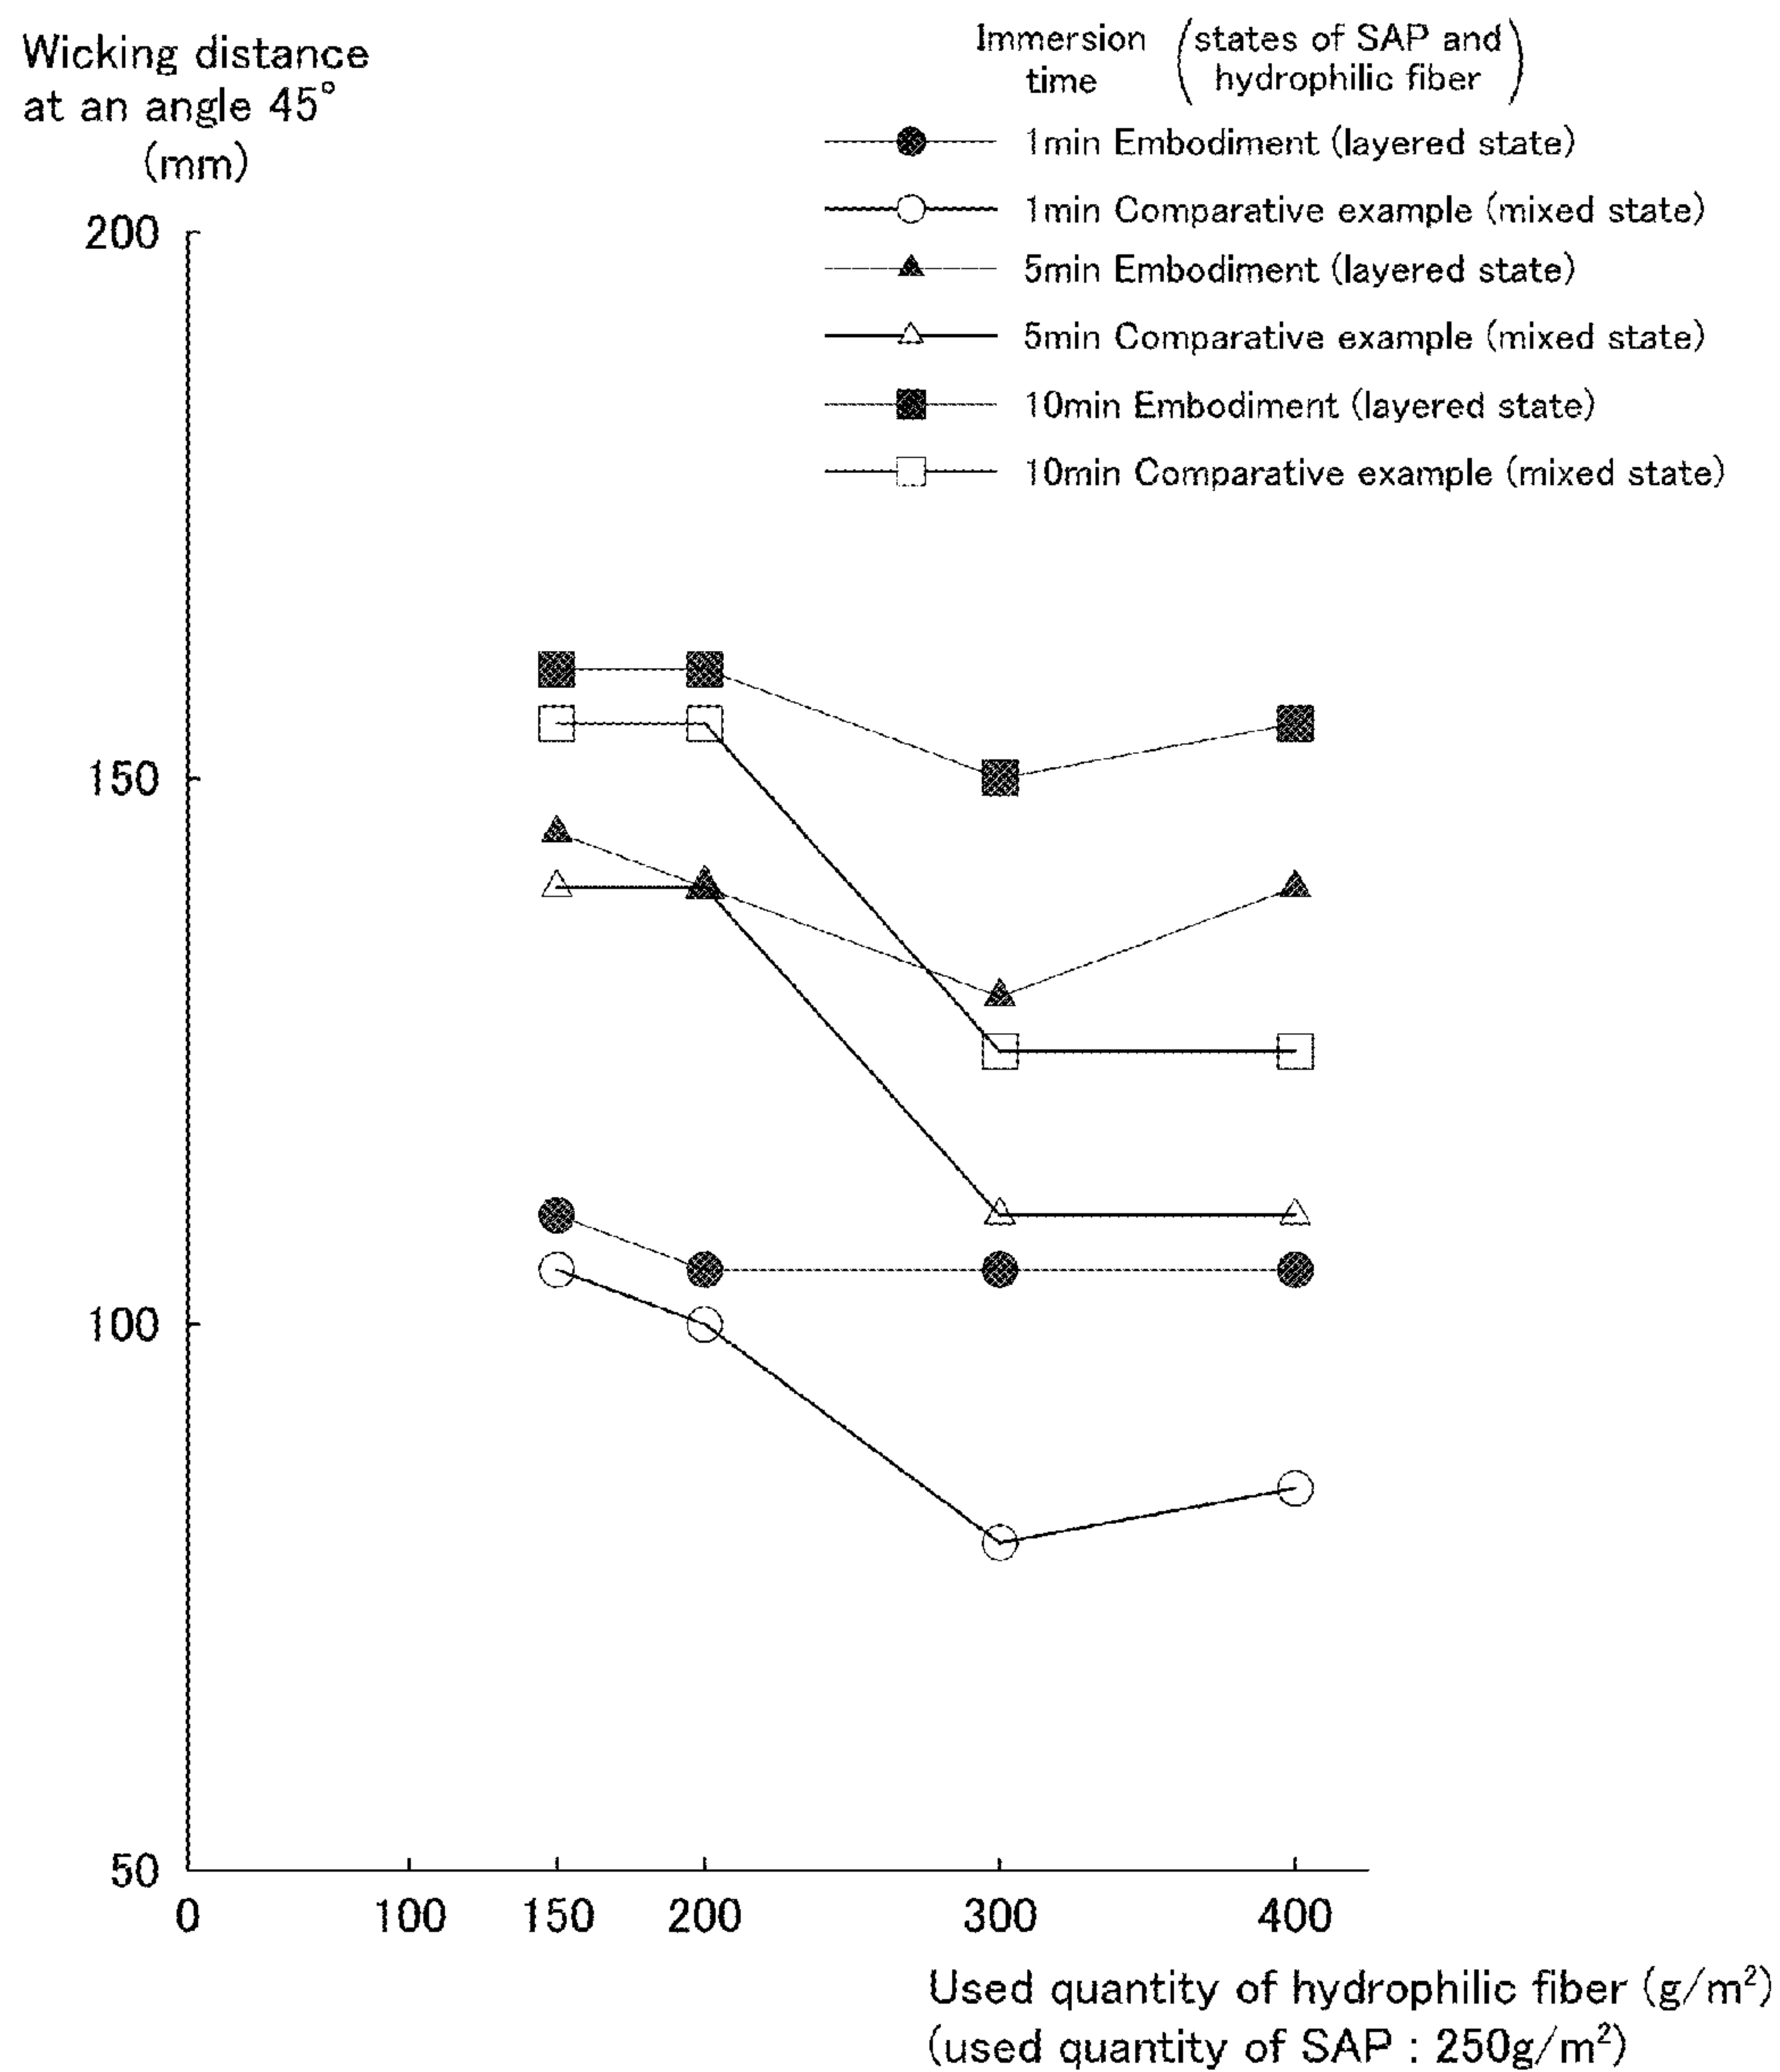 Wicking distance
at an angle 45°
(mm)
Immersion
time
(states of SAP and
hydrophilic fiber)
1min Embodiment (layered state)
1min Comparative example (mixed state)
5min Embodiment (layered state)
5min Comparative example (mixed state)
10min Embodiment (layered state)
10min Comparative example (mixed state)
200
150
100
50
0 100 150 200 300 400
Used quantity of hydrophilic fiber (g/m²)
(used quantity of SAP : 250g/m²)